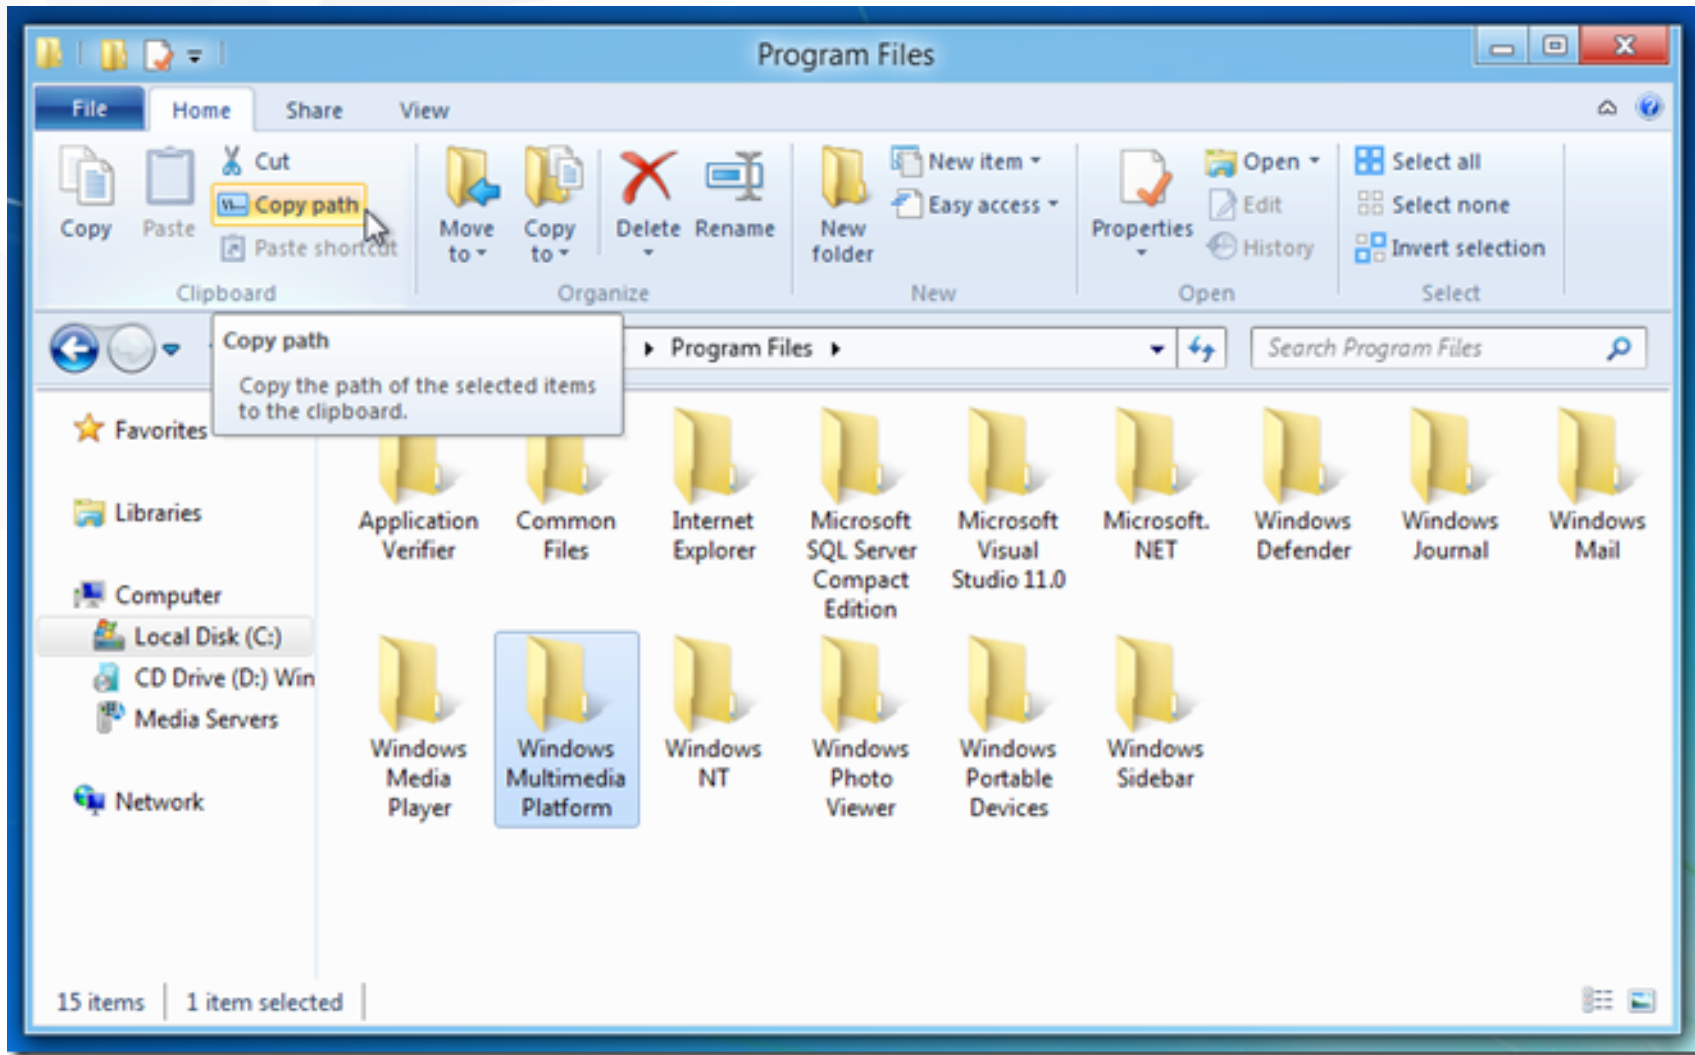 Program Files
File Home Share View
Copy
Paste
Cut
Copy path
Paste shortcut
Clipboard
Move
to
Copy
to
Delete
Rename
Organize
New
folder
New item
Easy access
New
Properties
Open
Edit
History
Open
Select all
Select none
Invert selection
Select
Copy path
Copy the path of the selected items
to the clipboard.
Program Files
Search Program Files
Favorites
Libraries
Computer
Local Disk (C:)
CD Drive (D:) Win
Media Servers
Network
Application
Verifier
Common
Files
Internet
Explorer
Microsoft
SQL Server
Compact
Edition
Microsoft
Visual
Studio 11.0
Microsoft.
NET
Windows
Defender
Windows
Journal
Windows
Mail
Windows
Media
Player
Windows
Multimedia
Platform
Windows
NT
Windows
Photo
Viewer
Windows
Portable
Devices
Windows
Sidebar
15 items
1 item selected